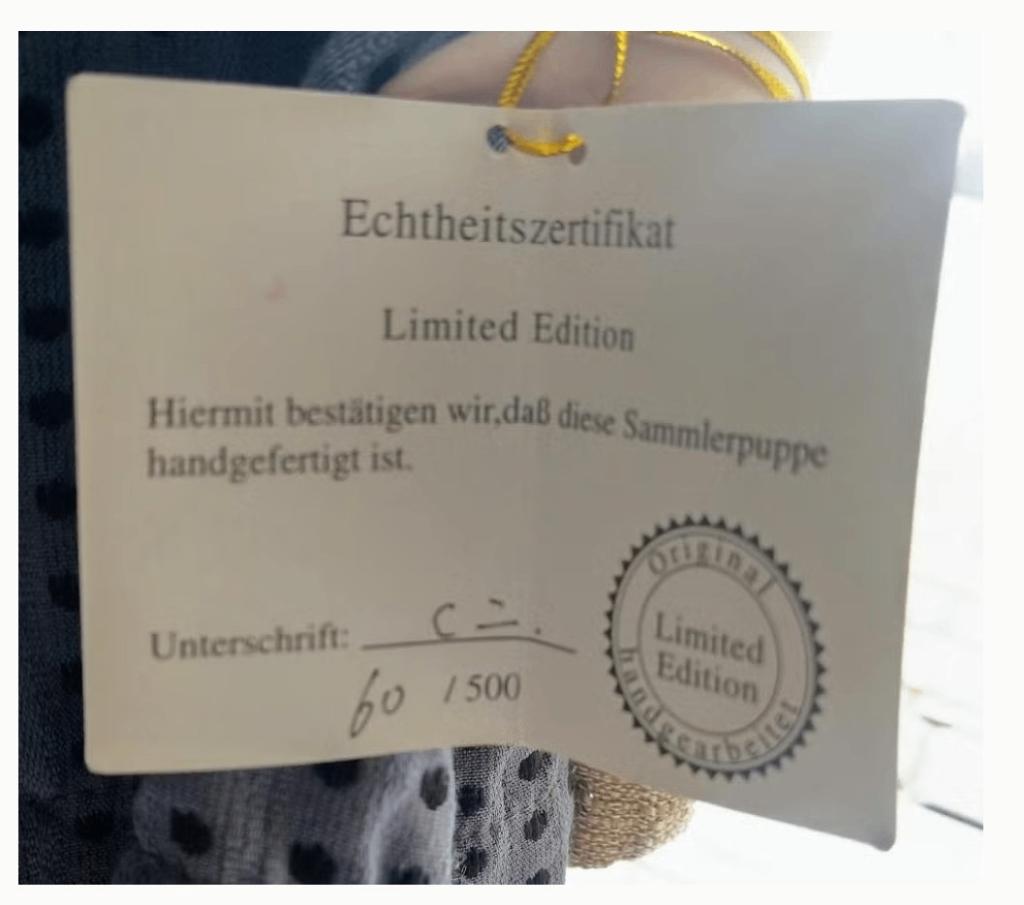 Echtheitszertifikat
Limited Edition
Hiermit bestätigen wir,daß diese Sammlerpuppe
handgefertigt ist.
Unterschrift:
60 / 500
Original
Limited
Edition
handgearbeitet